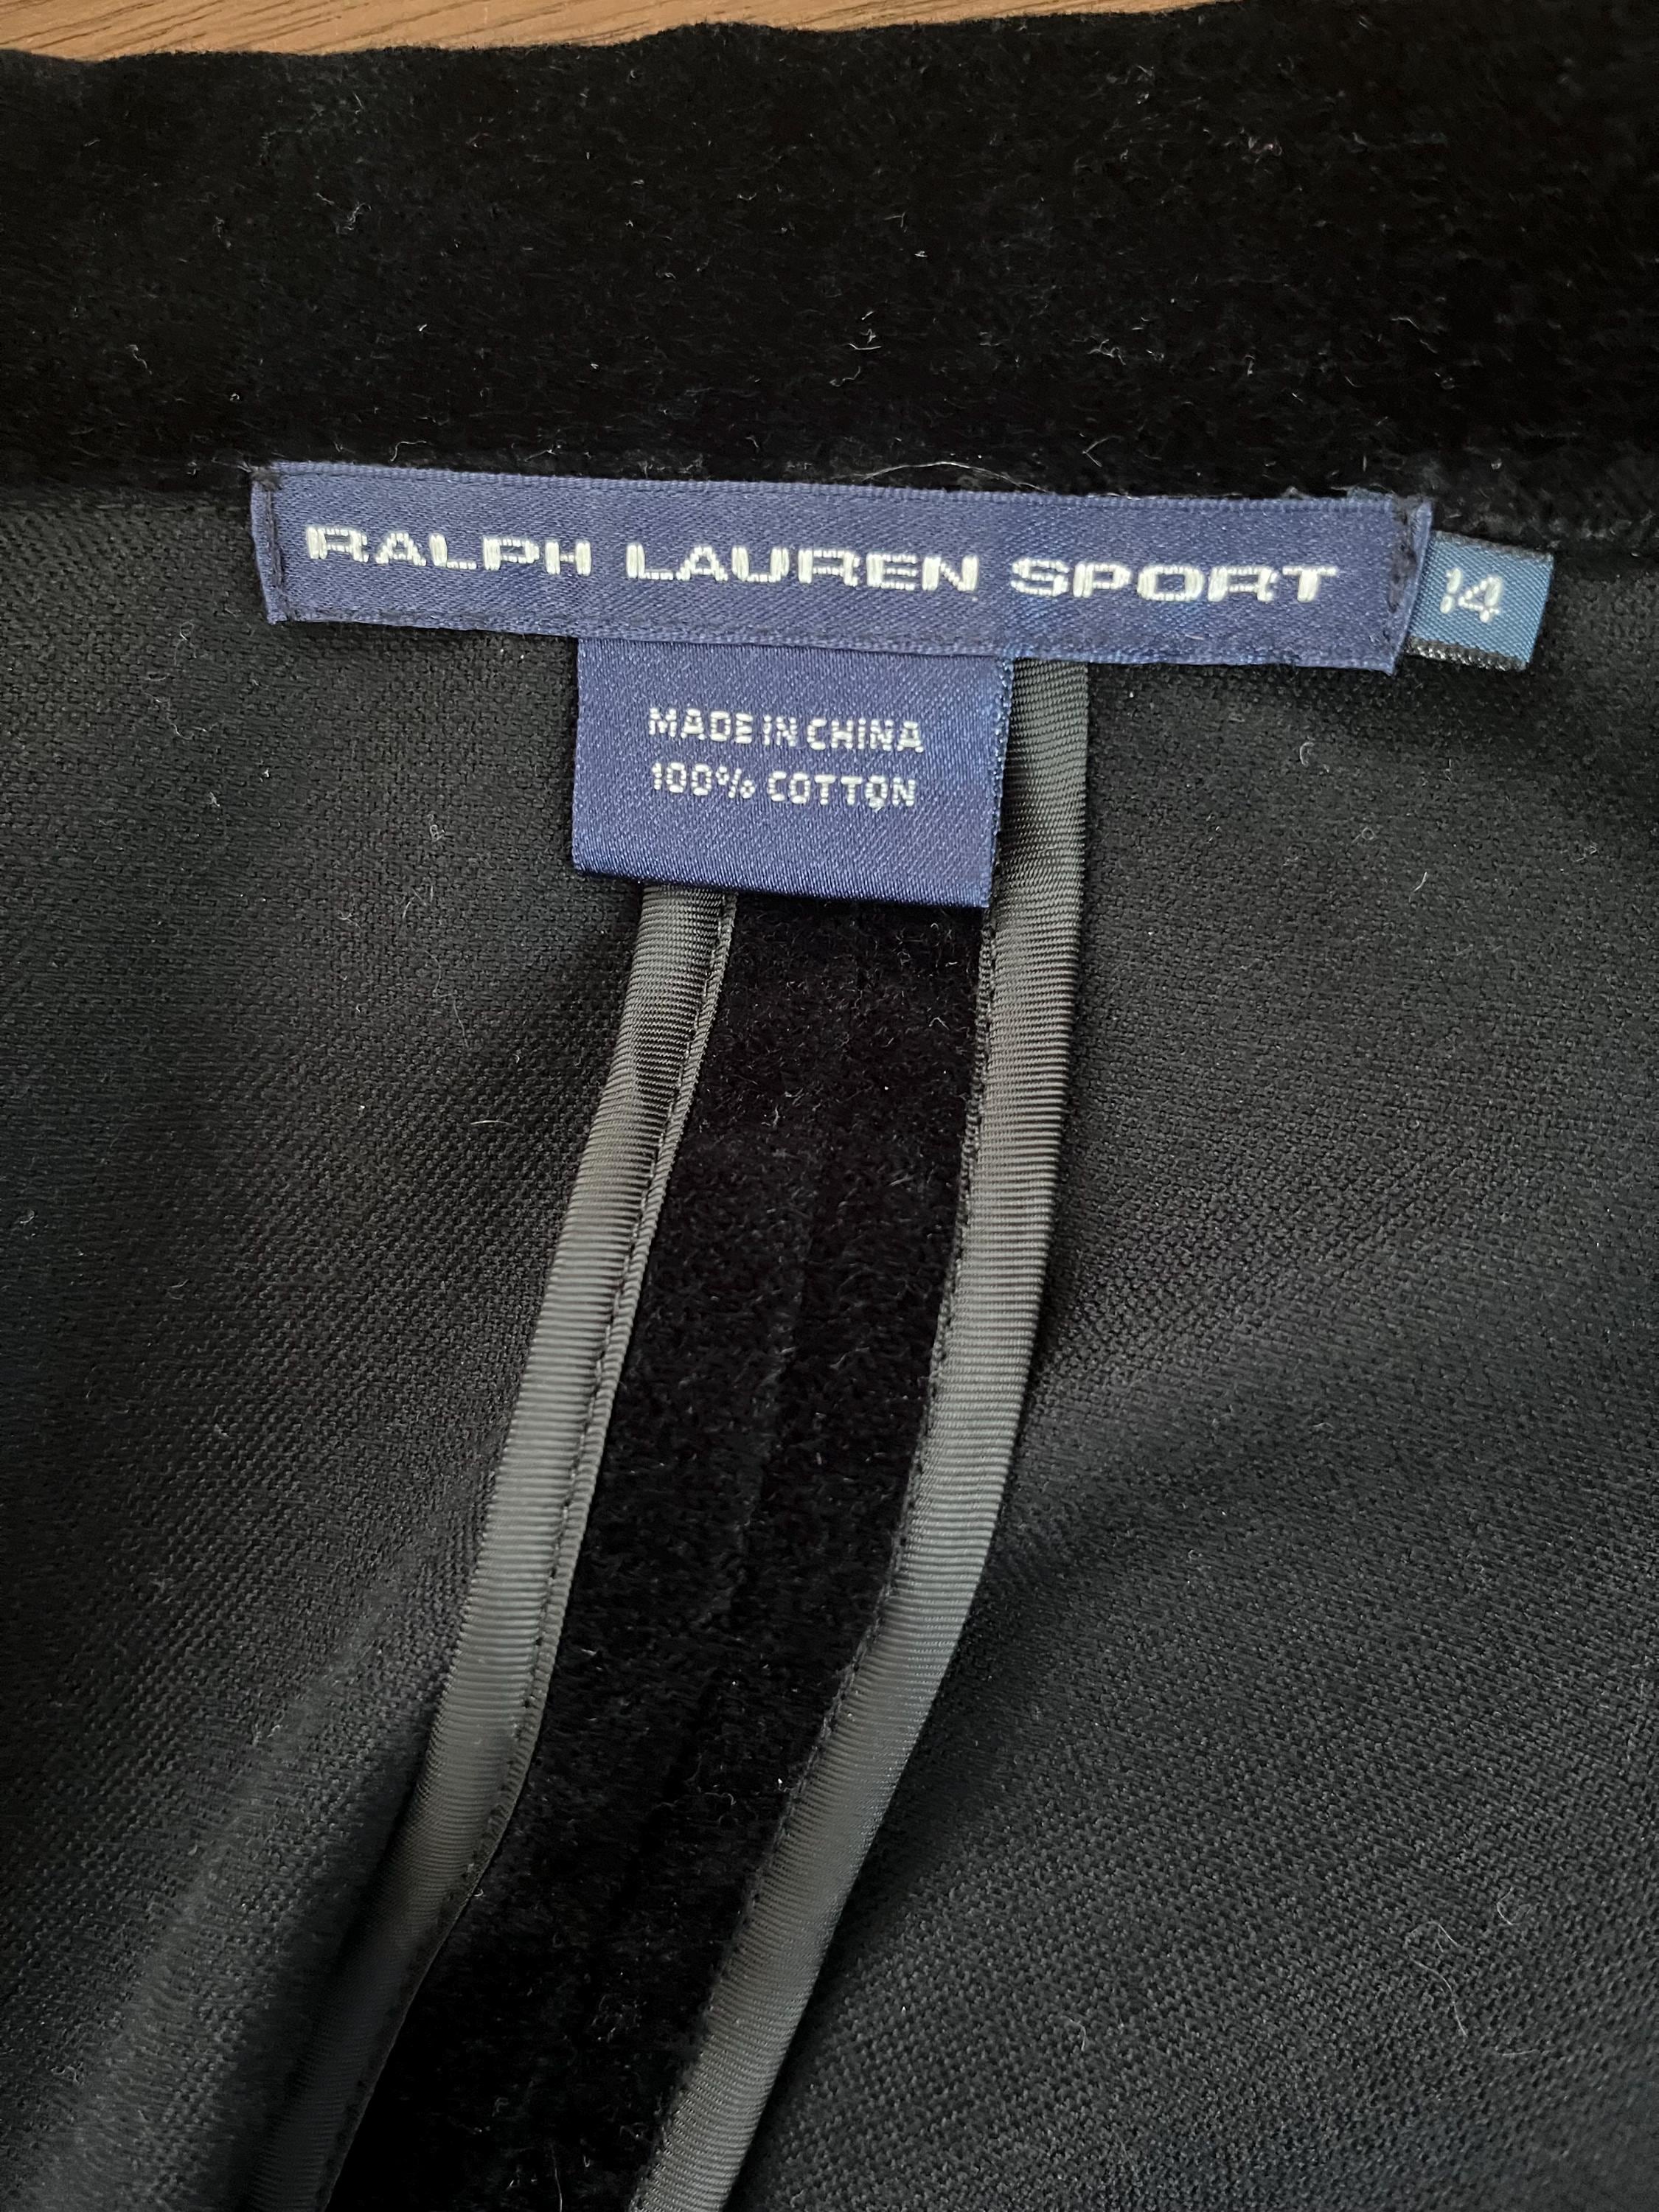 RALPH LAUREN SPORT
14
MADE IN CHINA
100% COTTON